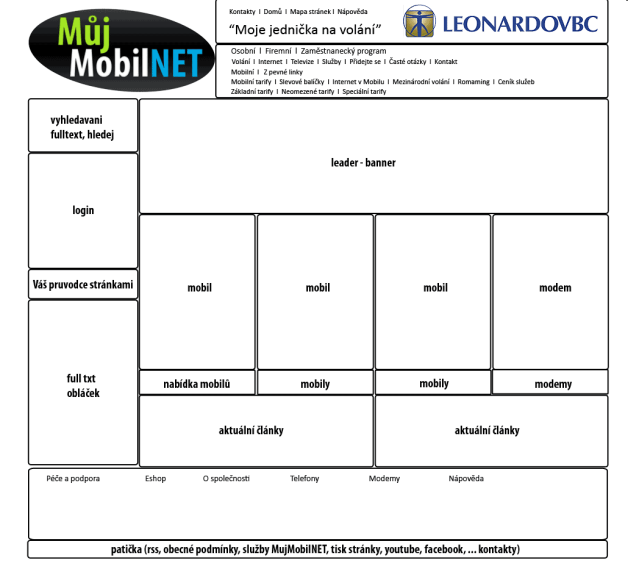 Můj
MobilNET
Kontakty I Domů I Mapa stránek I Nápověda
“Moje jednička na volání”
LEONARDOVBC
Osobní I Firemní I Zaměstnanecký program
Volání I Internet I Televize I Služby I Přidejte se I Časté otázky I Kontakt
Mobilní I Z pevné linky
Mobilní tarify I Slevové balíčky I Internet v Mobilu I Mezinárodní volání I Romaming I Ceník služeb
Základní tarify I Neomezené tarify I Speciální tarify
vyhledavani
fulltext, hledej
leader - banner
login
Váš pruvodce stránkami
mobil
mobil
mobil
modem
full txt
obláček
nabídka mobilů
mobily
mobily
modemy
aktuální články
aktuální články
Péče a podpora
Eshop
O společnosti
Telefony
Modemy
Nápověda
patička (rss, obecné podmínky, služby MujMobilNET, tisk stránky, youtube, facebook, ... kontakty)